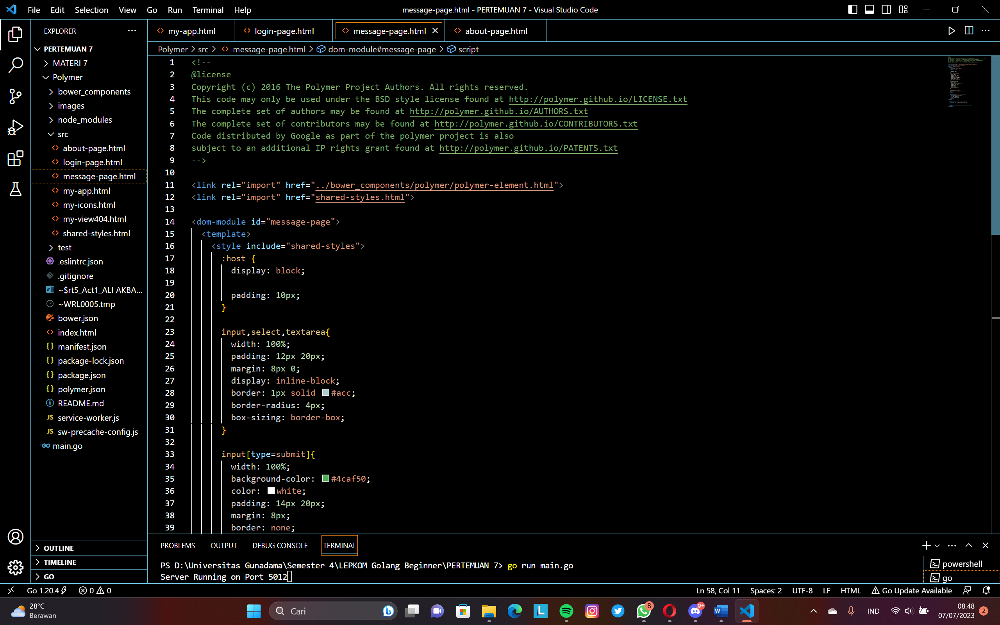 File Edit Selection View Go Run Terminal Help
message-page.html - PERTEMUAN 7 - Visual Studio Code
EXPLORER
my-app.html
login-page.html
message-page.html
about-page.html
Polymer > src > message-page.html > dom-module#message-page > script
PERTEMUAN 7
MATERI 7
Polymer
bower_components
images
node_modules
src
about-page.html
login-page.html
message-page.html
my-app.html
my-icons.html
my-view404.html
shared-styles.html
test
.eslintrc.json
.gitignore
~$rt5_Act1_ALI AKBA...
~WRL0005.tmp
bower.json
index.html
manifest.json
package-lock.json
package.json
polymer.json
README.md
JS service-worker.js
JS sw-precache-config.js
GO main.go
OUTLINE
TIMELINE
GO
1 <!--
2 @license
3 Copyright (c) 2016 The Polymer Project Authors. All rights reserved.
4 This code may only be used under the BSD style license found at http://polymer.github.io/LICENSE.txt
5 The complete set of authors may be found at http://polymer.github.io/AUTHORS.txt
6 The complete set of contributors may be found at http://polymer.github.io/CONTRIBUTORS.txt
7 Code distributed by Google as part of the polymer project is also
8 subject to an additional IP rights grant found at http://polymer.github.io/PATENTS.txt
9 -->
10
11 <link rel="import" href="../bower_components/polymer/polymer-element.html">
12 <link rel="import" href="shared-styles.html">
13
14 <dom-module id="message-page">
15 <template>
16 <style include="shared-styles">
17 :host {
18 display: block;
19
20 padding: 10px;
21 }
22
23 input,select,textarea{
24 width: 100%;
25 padding: 12px 20px;
26 margin: 8px 0;
27 display: inline-block;
28 border: 1px solid #acc;
29 border-radius: 4px;
30 box-sizing: border-box;
31 }
32
33 input[type=submit]{
34 width: 100%;
35 background-color: #4caf50;
36 color: white;
37 padding: 14px 20px;
38 margin: 8px;
39 border: none;
PROBLEMS OUTPUT DEBUG CONSOLE TERMINAL
PS D:\Universitas Gunadama\Semester 4\LEPKOM Golang Beginner\PERTEMUAN 7> go run main.go
Server Running on Port 5012
powershell
go
Go 1.20.4 0 0
Ln 58, Col 11 Spaces: 2 UTF-8 LF HTML Go Update Available
28°C
Berawan
Cari
L
8
9+
W
IND
08.48
07/07/2023
2